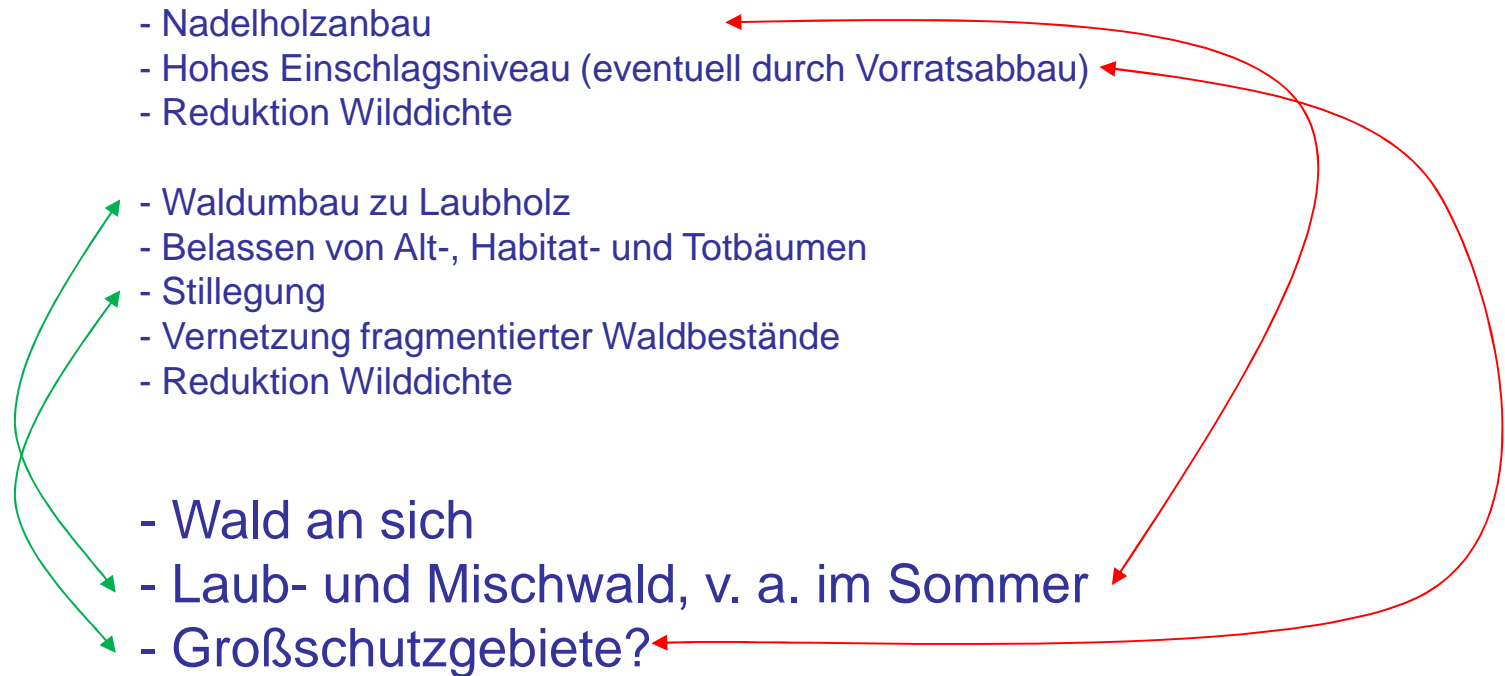 - Nadelholzanbau
- Hohes Einschlagsniveau (eventuell durch Vorratsabbau)
- Reduktion Wilddichte
- Waldumbau zu Laubholz
- Belassen von Alt-, Habitat- und Totbäumen
- Stillegung
- Vernetzung fragmentierter Waldbestände
- Reduktion Wilddichte
- Wald an sich
- Laub- und Mischwald, v. a. im Sommer
- Großschutzgebiete?